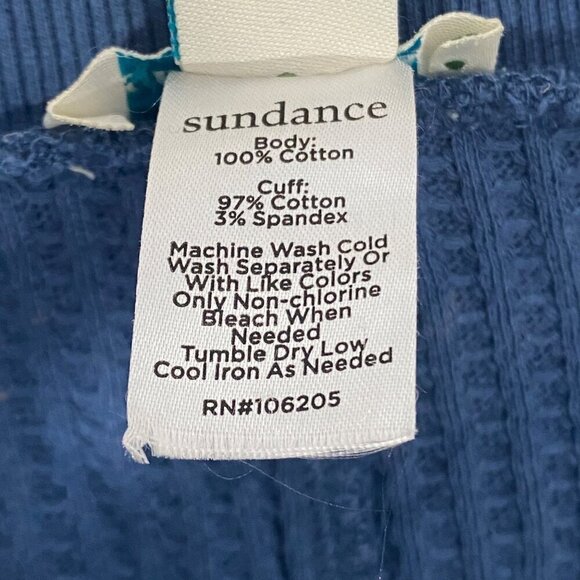 sundance
Body:
100% Cotton
Cuff:
97% Cotton
3% Spandex
Machine Wash Cold
Wash Separately Or
With Like Colors
Only Non-chlorine
Bleach When
Needed
Tumble Dry Low
Cool Iron As Needed
RN#106205